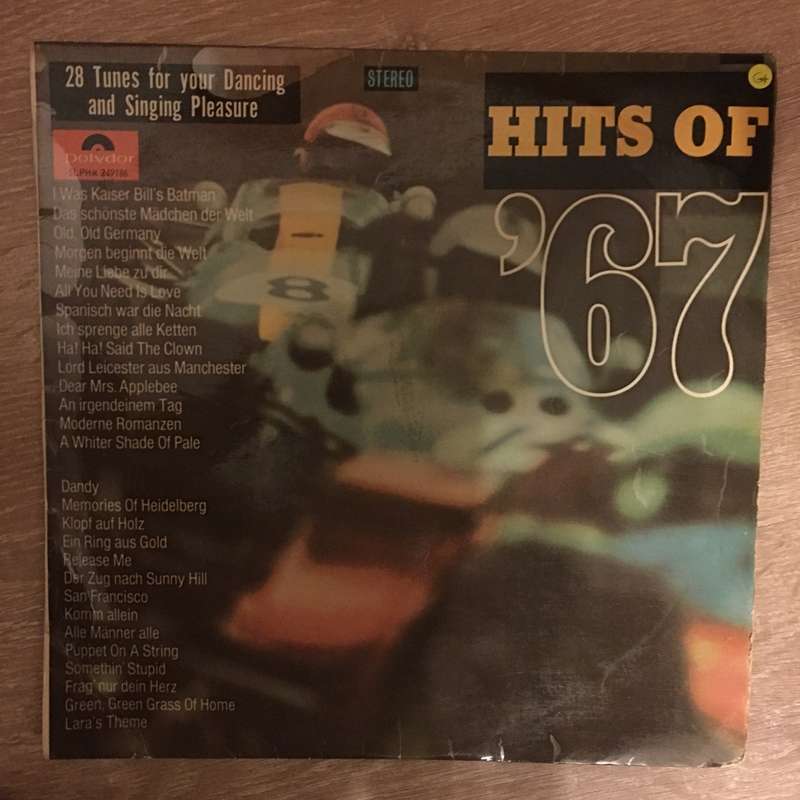 28 Tunes for your Dancing
and Singing Pleasure
STEREO
HITS OF
'67
polydor
SLPHM 249186
I Was Kaiser Bill's Batman
Das schönste Mädchen der Welt
Old, Old Germany
Morgen beginnt die Welt
Meine Liebe zu dir
All You Need Is Love
Spanisch war die Nacht
Ich sprenge alle Ketten
Ha! Ha! Said The Clown
Lord Leicester aus Manchester
Dear Mrs. Applebee
An irgendeinem Tag
Moderne Romanzen
A Whiter Shade Of Pale
Dandy
Memories Of Heidelberg
Klopf auf Holz
Ein Ring aus Gold
Release Me
Der Zug nach Sunny Hill
San Francisco
Komm allein
Alle Männer alle
Puppet On A String
Somethin' Stupid
Frag' nur dein Herz
Green, Green Grass Of Home
Lara's Theme
8